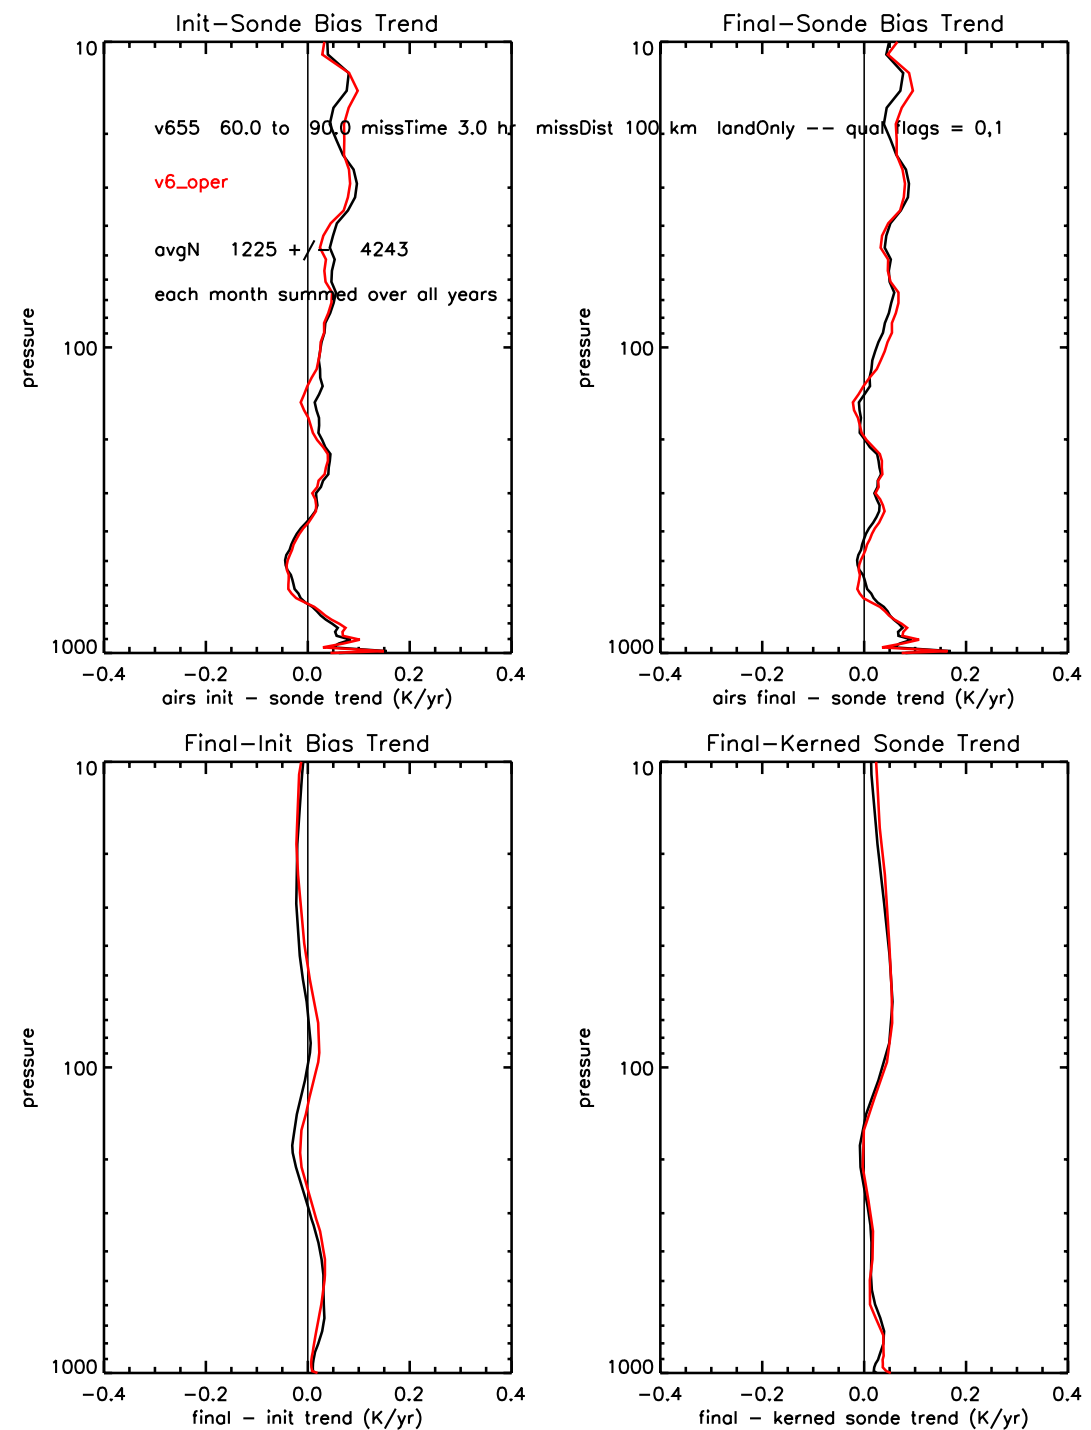 Init-Sonde Bias Trend
Final-Sonde Bias Trend
10
10
v655 60.0 to 90.0 missTime 3.0 hr missDist 100 km landOnly -- qual flags = 0,1
v6_oper
avgN 1225 +/- 4243
each month summed over all years
pressure
pressure
100
100
1000
1000
-0.4 -0.2 0.0 0.2 0.4
-0.4 -0.2 0.0 0.2 0.4
airs init - sonde trend (K/yr)
airs final - sonde trend (K/yr)
Final-Init Bias Trend
Final-Kerned Sonde Trend
10
10
pressure
pressure
100
100
1000
1000
-0.4 -0.2 0.0 0.2 0.4
-0.4 -0.2 0.0 0.2 0.4
final - init trend (K/yr)
final - kerned sonde trend (K/yr)